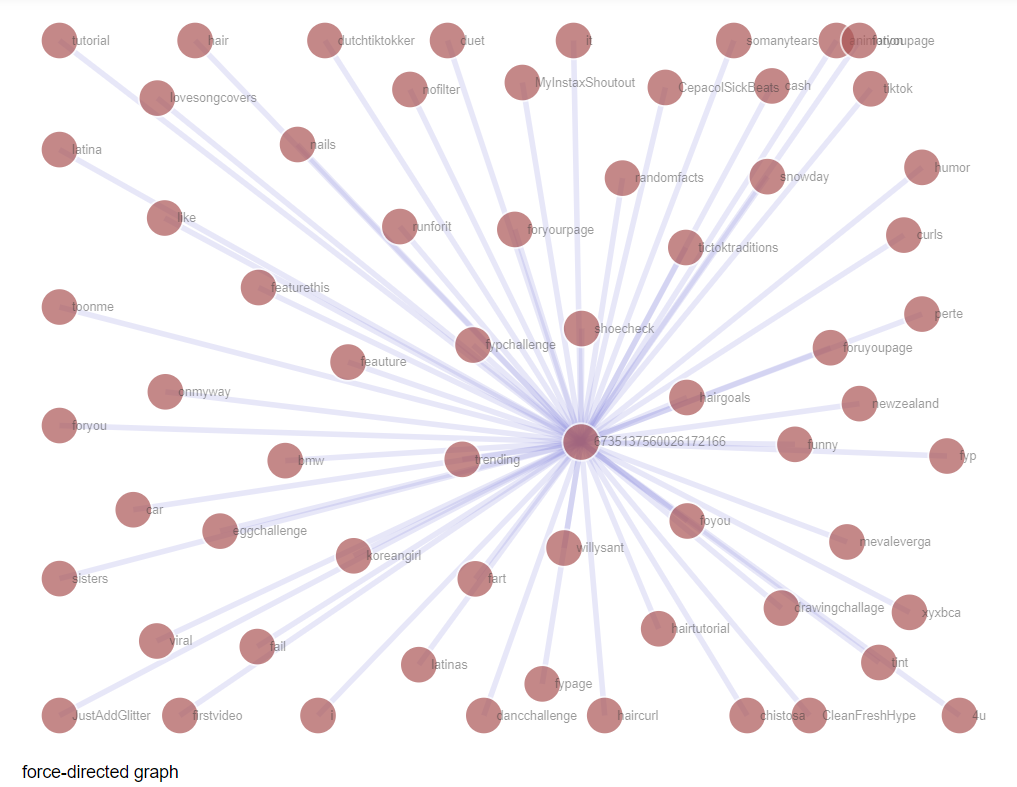 tutorial
hair
dutchtiktokker
duet
it
somanytears
foryoupage
lovesongcovers
nofilter
MyInstaxShoutout
CepacolSickBeats
cash
tiktok
latina
nails
randomfacts
snowday
humor
like
runforit
foryourpage
tictoktraditions
curls
featurethis
toonme
shoecheck
perte
fypchallenge
feauture
foruyoupage
onmyway
hairgoals
newzealand
foryou
6735137560026172166
funny
fyp
bmw
trending
car
eggchallenge
foyou
mevaleverga
koreangirl
willysant
sisters
fart
drawingchallage
xyxbca
viral
fail
hairtutorial
latinas
tint
fypage
JustAddGlitter
firstvideo
i
dancchallenge
haircurl
chistosa
CleanFreshHype
4u
force-directed graph